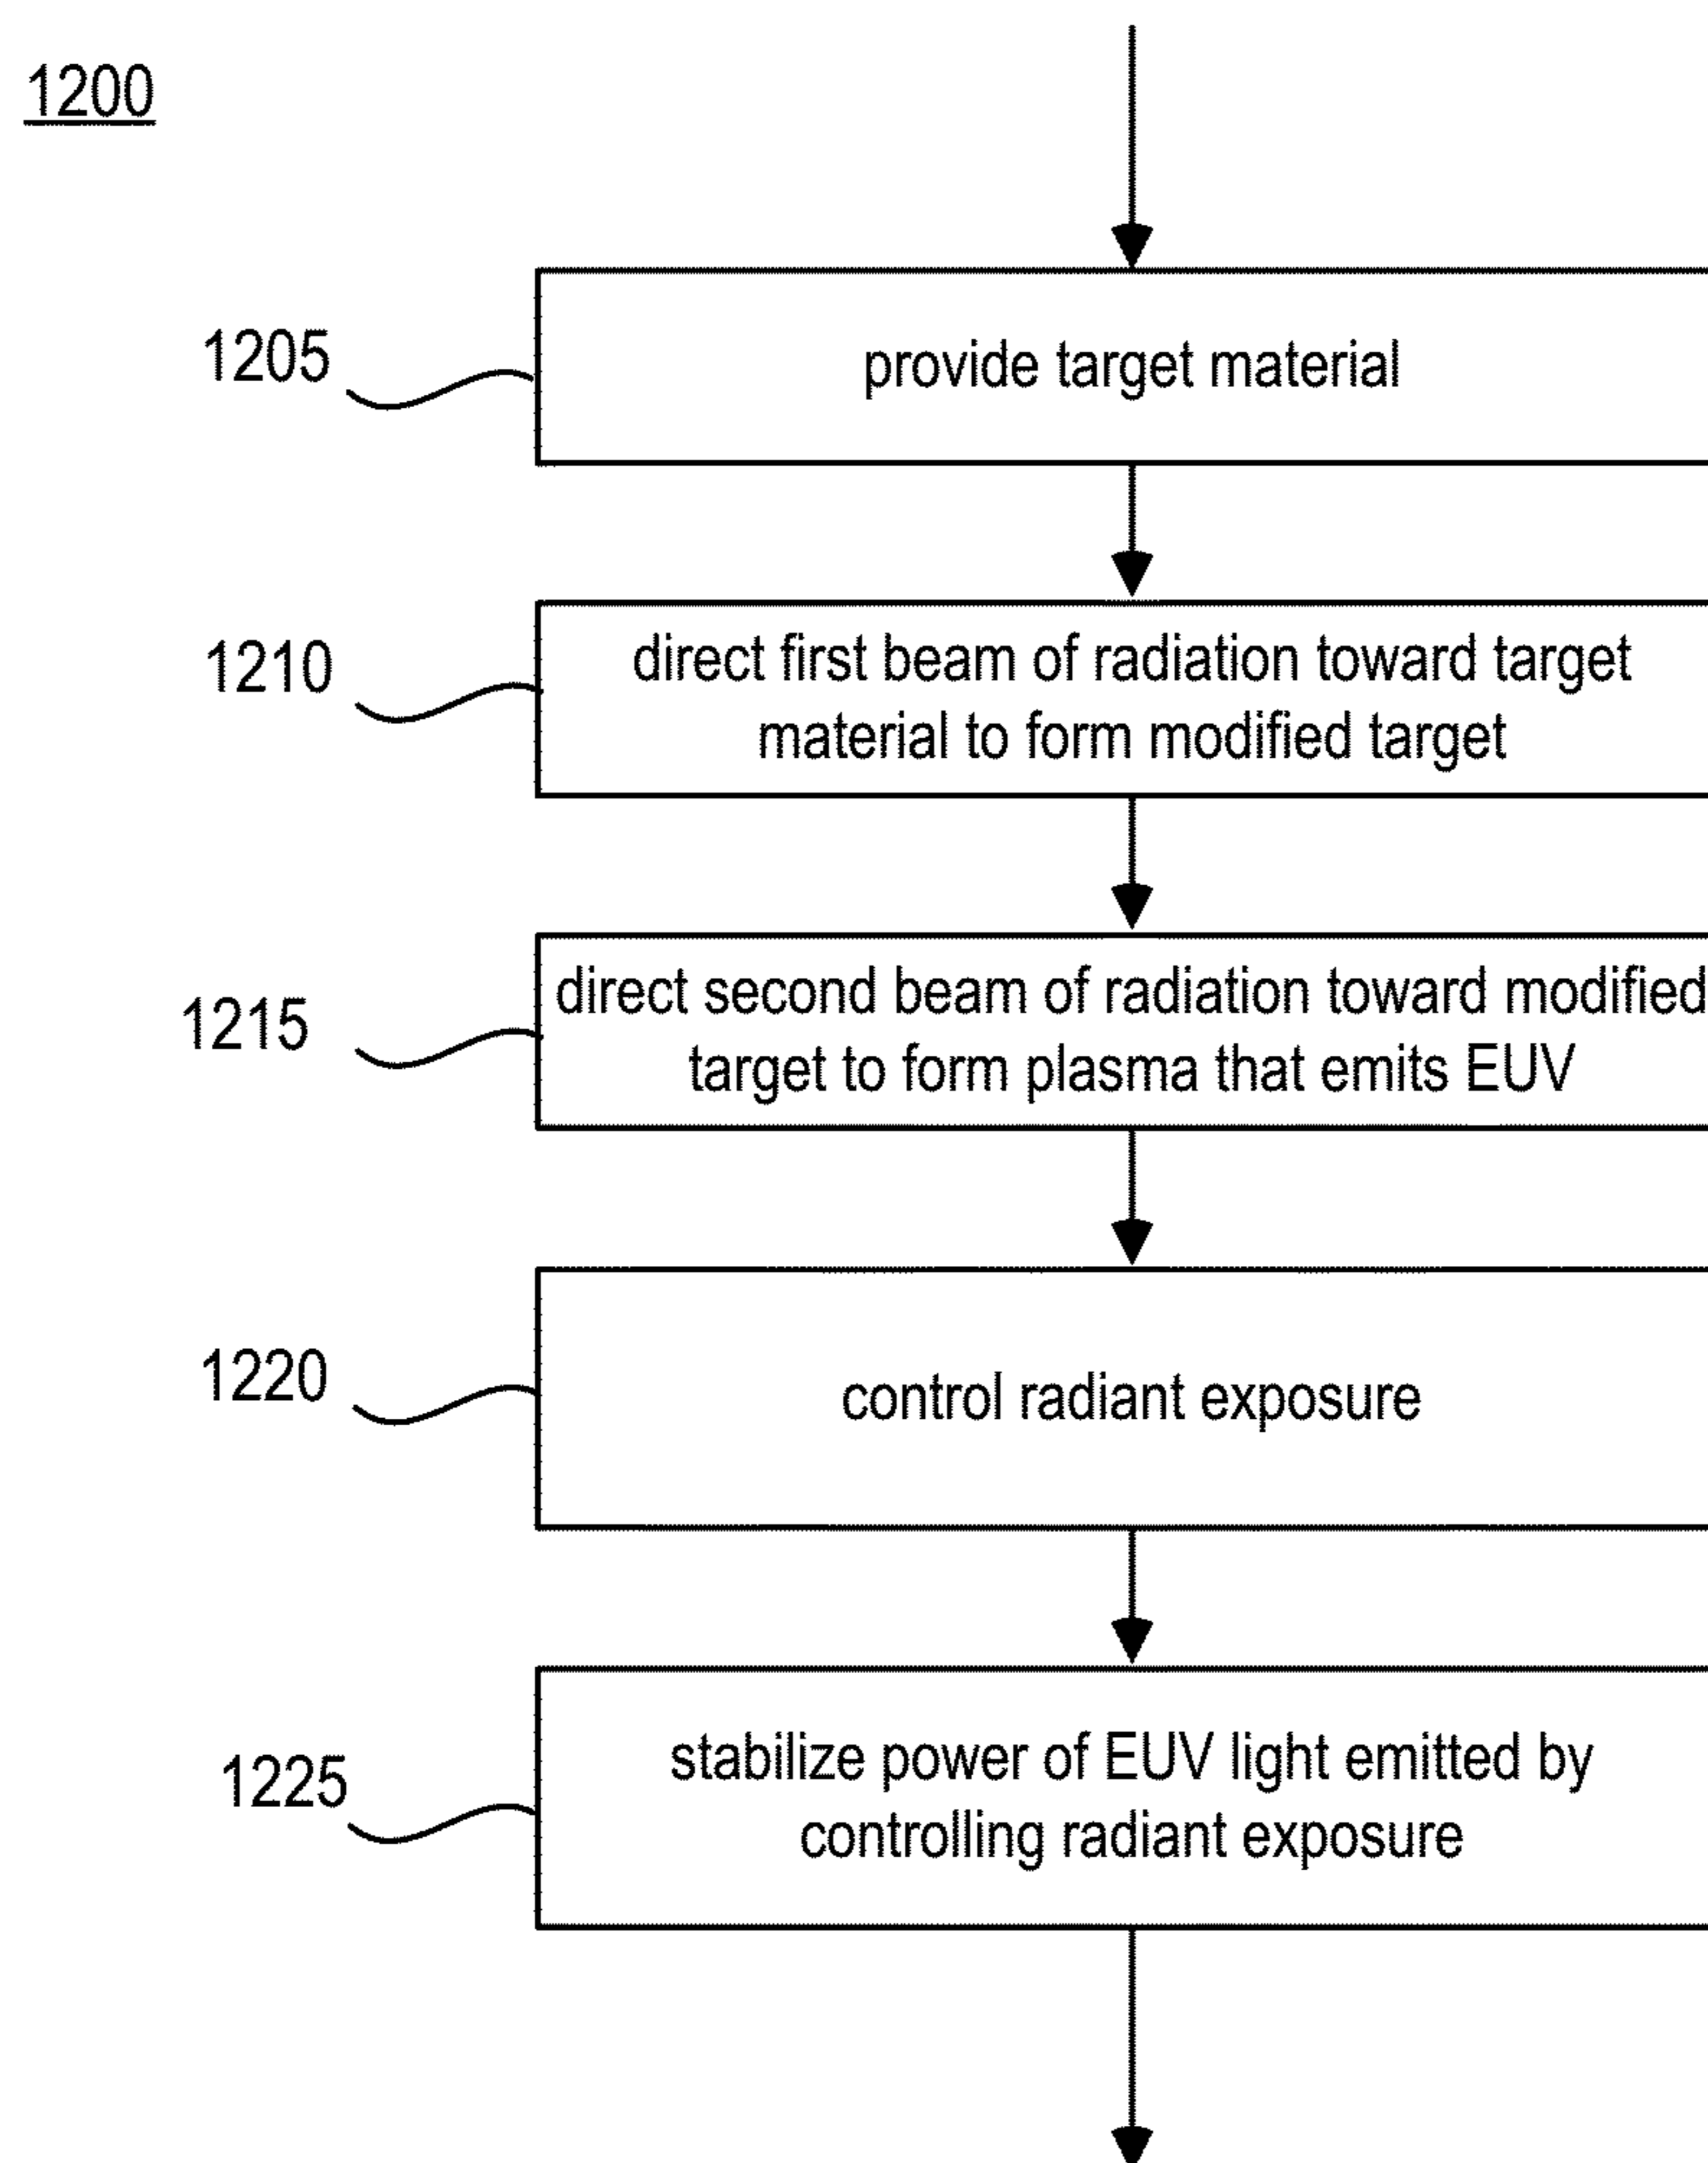 1200
1205
provide target material
1210
direct first beam of radiation toward target
material to form modified target
1215
direct second beam of radiation toward modified
target to form plasma that emits EUV
1220
control radiant exposure
1225
stabilize power of EUV light emitted by
controlling radiant exposure